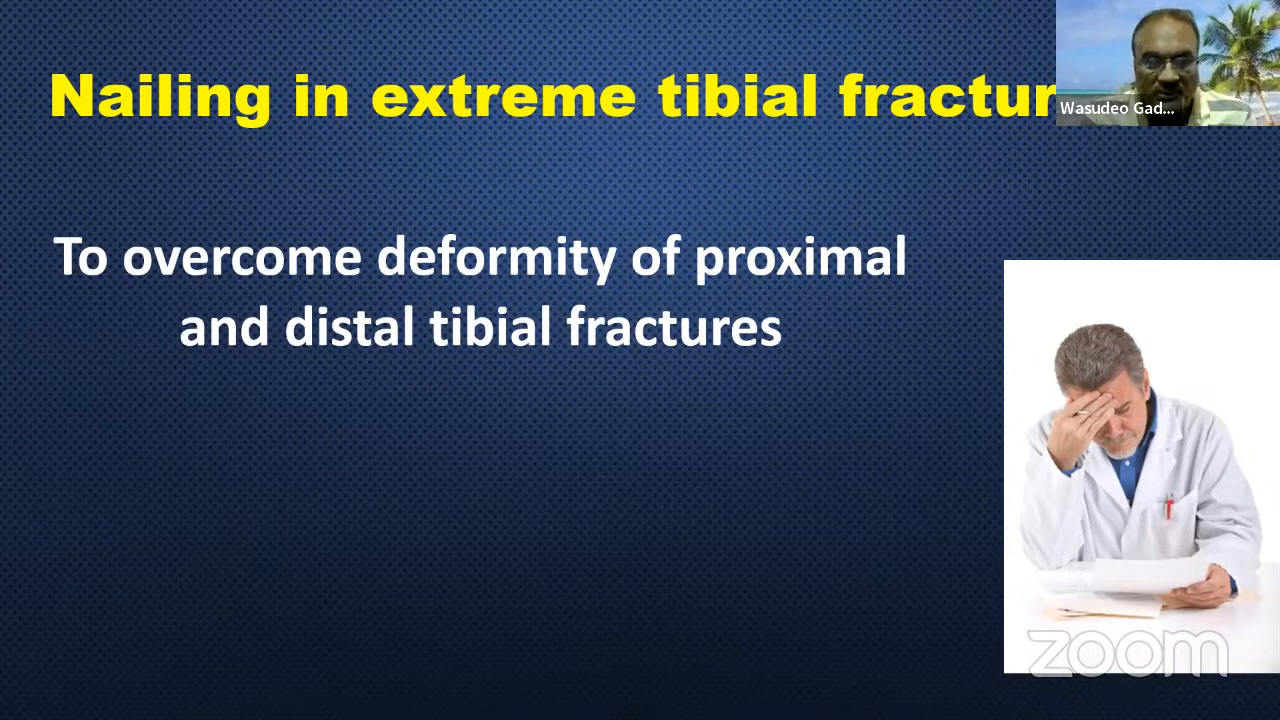 Nailing in extreme tibial fractur
Wasudeo Gad...
To overcome deformity of proximal
and distal tibial fractures
zoom